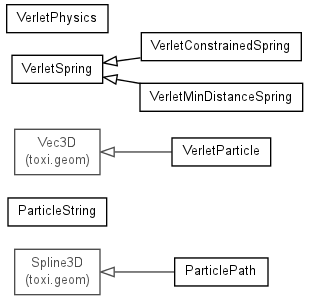 VerletPhysics
VerletConstrainedSpring
VerletSpring
VerletMinDistanceSpring
Vec3D
(toxi.geom)
VerletParticle
ParticleString
Spline3D
(toxi.geom)
ParticlePath